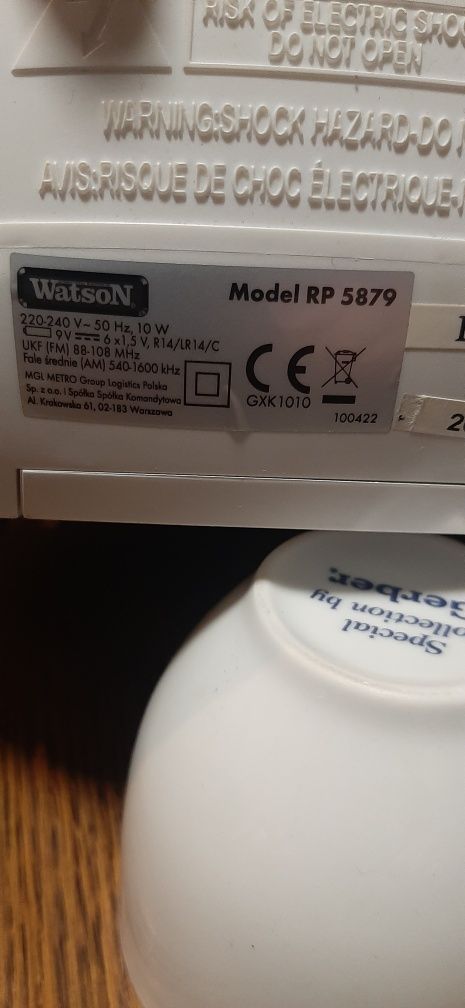 RISK OF ELECTRIC SHOC
DO NOT OPEN
WARNING:SHOCK HAZARD-DO
AVIS:RISQUE DE CHOC ÉLECTRIQUE-
WatsoN
Model RP 5879
220-240 V~ 50 Hz, 10 W
9V 6 x1,5 V, R14/LR14/C
UKF (FM) 88-108 MHz
Fale średnie (AM) 540-1600 kHz
MGL METRO Group Logistics Polska
Sp. z o.o. i Spółka Spółka Komandytowa
Al. Krakowska 61, 02-183 Warszawa
CE
GXK1010
100422
Special
ollection by
Gerber.